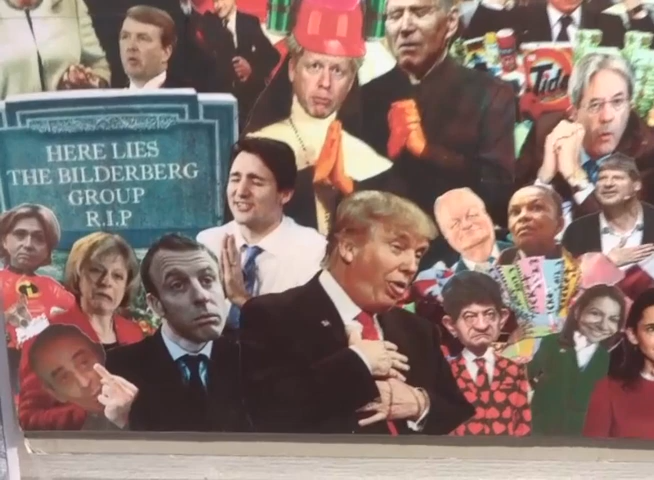 HERE LIES
THE BILDERBERG
GROUP
R.I.P
Tide